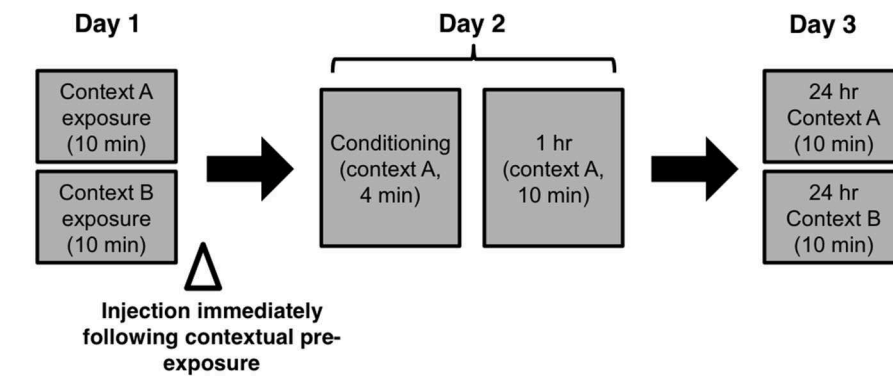 Day 1
Context A
exposure
(10 min)
Context B
exposure
(10 min)
Injection immediately
following contextual pre-
exposure
Day 2
Conditioning
(context A,
4 min)
1 hr
(context A,
10 min)
Day 3
24 hr
Context A
(10 min)
24 hr
Context B
(10 min)